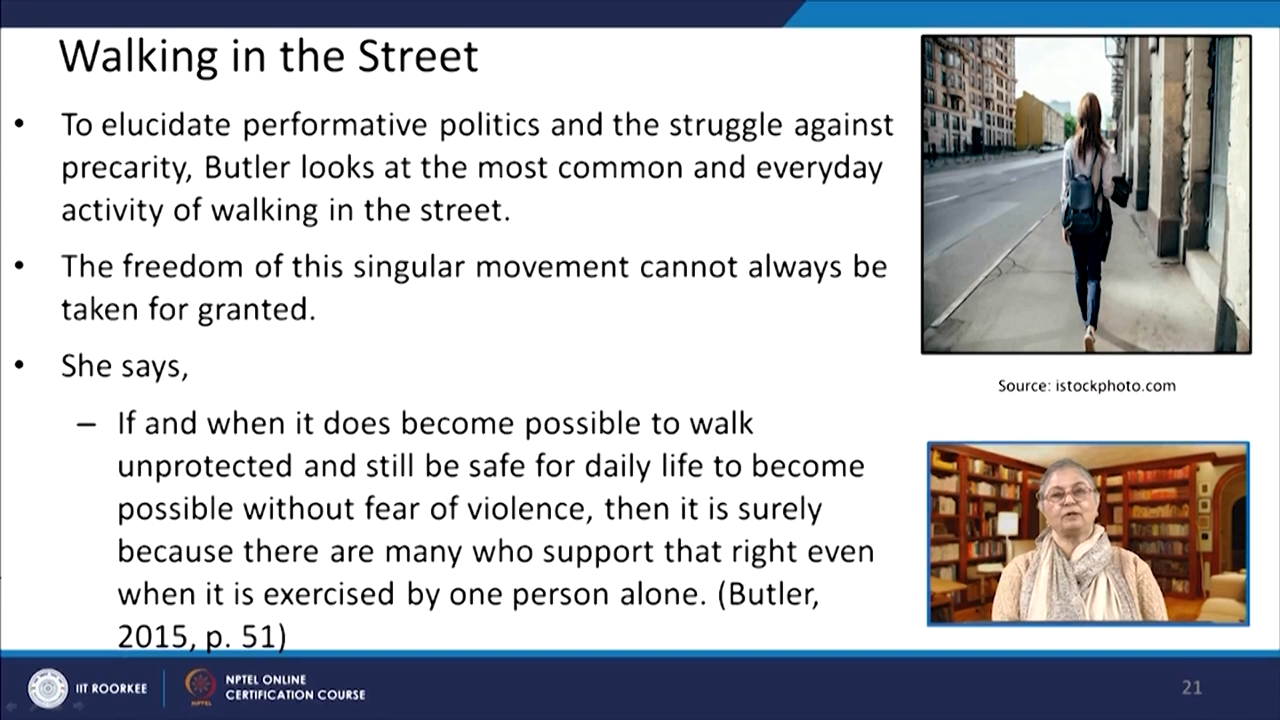 Walking in the Street
• To elucidate performative politics and the struggle against
precarity, Butler looks at the most common and everyday
activity of walking in the street.
• The freedom of this singular movement cannot always be
taken for granted.
• She says,
– If and when it does become possible to walk
unprotected and still be safe for daily life to become
possible without fear of violence, then it is surely
because there are many who support that right even
when it is exercised by one person alone. (Butler,
2015, p. 51)
Source: istockphoto.com
IIT ROORKEE
NPTEL
NPTEL ONLINE
CERTIFICATION COURSE
21